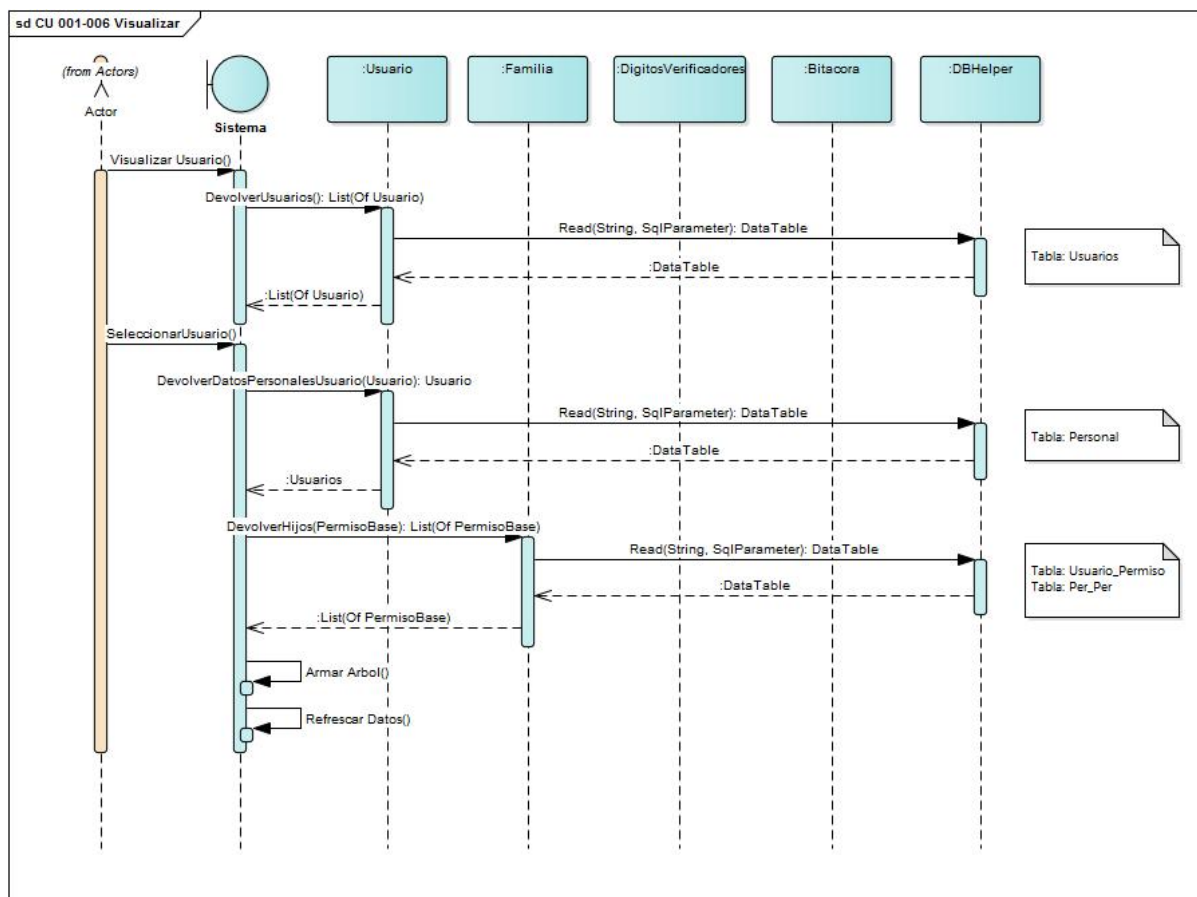 sd CU 001-006 Visualizar
(from Actors)
Actor
Sistema
:Usuario
:Familia
:DigitosVerificadores
:Bitacora
:DBHelper
Visualizar Usuario()
DevolverUsuarios(): List(Of Usuario)
Read(String, SqlParameter): DataTable
Tabla: Usuarios
:DataTable
:List(Of Usuario)
SeleccionarUsuario()
DevolverDatosPersonalesUsuario(Usuario): Usuario
Read(String, SqlParameter): DataTable
Tabla: Personal
:DataTable
:Usuarios
DevolverHijos(PermisoBase): List(Of PermisoBase)
Read(String, SqlParameter): DataTable
Tabla: Usuario_Permiso
Tabla: Per_Per
:DataTable
:List(Of PermisoBase)
Armar Arbol()
Refrescar Datos()